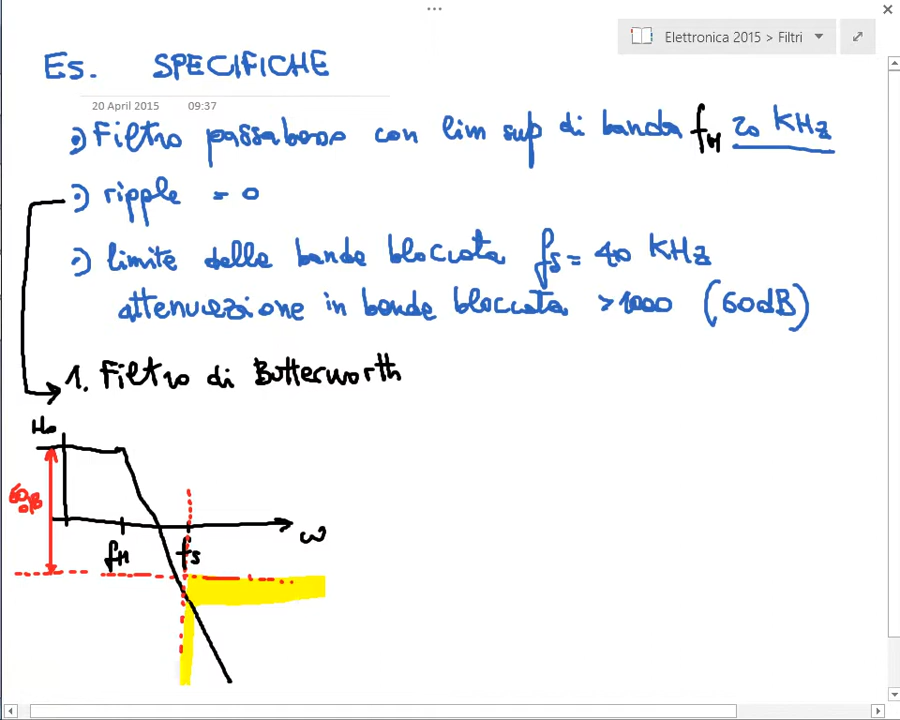 ...
Elettronica 2015 > Filtri
Es. SPECIFICHE
20 April 2015 09:37
•) Filtro passabasso con lim sup di banda fH 20 KHz
•) ripple = 0
•) limite della banda bloccata fs = 40 KHz
attenuazione in banda bloccata >1000 (60dB)
1. Filtro di Butterworth
Ho
60dB
ω
fH
fs